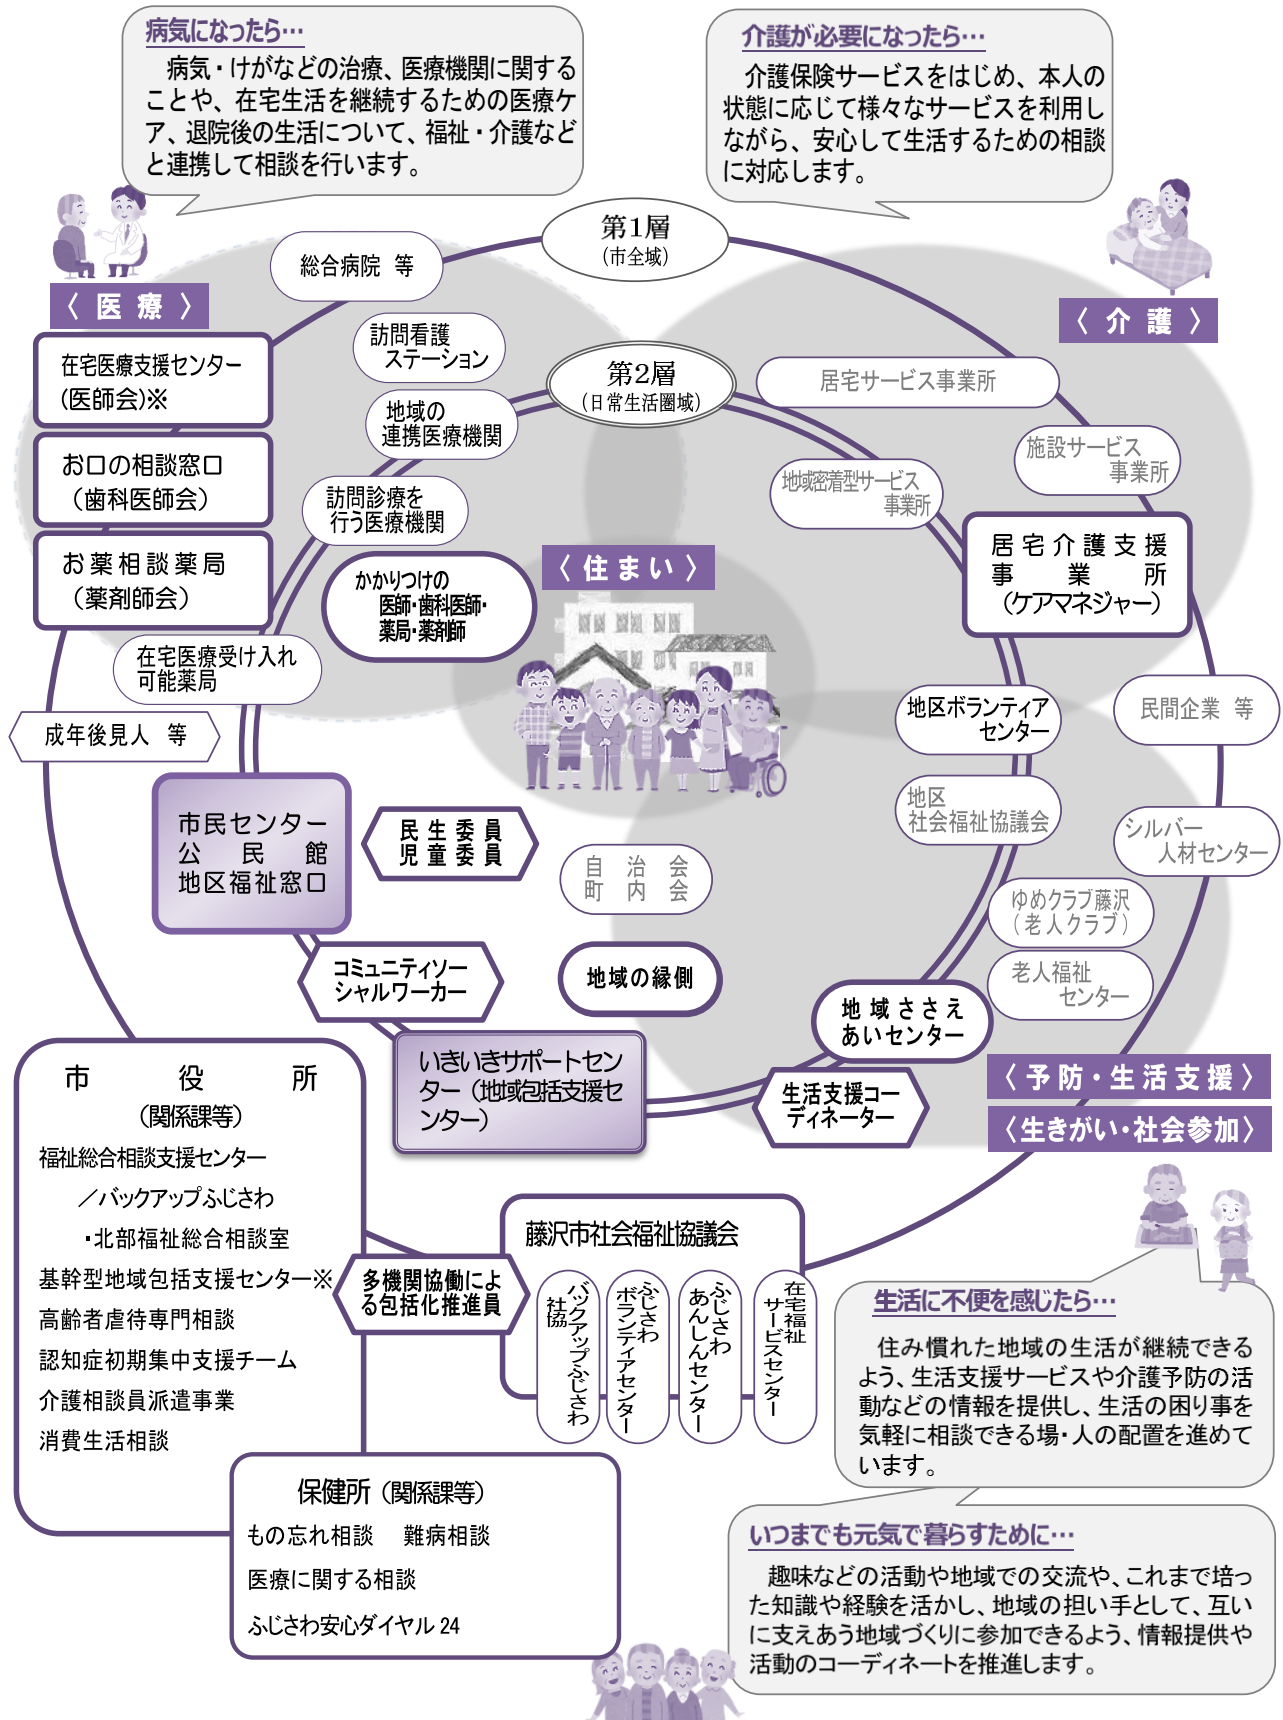 病気になったら…
病気・けがなどの治療、医療機関に関する
ことや、在宅生活を継続するための医療ケ
ア、退院後の生活について、福祉・介護など
と連携して相談を行います。
介護が必要になったら…
介護保険サービスをはじめ、本人の
状態に応じて様々なサービスを利用し
ながら、安心して生活するための相談
に対応します。
第1層
(市全域)
総合病院 等
〈 医 療 〉
〈 介 護 〉
訪問看護
ステーション
第2層
(日常生活圏域)
在宅医療支援センター
(医師会)※
居宅サービス事業所
地域の
連携医療機関
施設サービス
事業所
お口の相談窓口
(歯科医師会)
地域密着型サービス
事業所
訪問診療を
行う医療機関
お薬相談薬局
(薬剤師会)
かかりつけの
医師・歯科医師・
薬局・薬剤師
〈 住 ま い 〉
居宅介護支援
事業所
(ケアマネジャー)
在宅医療受け入れ
可能薬局
成年後見人 等
地区ボランティア
センター
民間企業 等
市民センター
公民館
地区福祉窓口
民生委員
児童委員
地区
社会福祉協議会
シルバー
人材センター
自治会
町内会
ゆめクラブ藤沢
(老人クラブ)
コミュニティソー
シャルワーカー
地域の縁側
老人福祉
センター
地域ささえ
あいセンター
いきいきサポートセン
ター(地域包括支援セ
ンター)
生活支援コー
ディネーター
〈予防・生活支援〉
〈生きがい・社会参加〉
市役所
(関係課等)
福祉総合相談支援センター
／バックアップふじさわ
・北部福祉総合相談室
基幹型地域包括支援センター※
高齢者虐待専門相談
認知症初期集中支援チーム
介護相談員派遣事業
消費生活相談
多機関協働によ
る包括化推進員
藤沢市社会福祉協議会
バックアップふじさわ
社協
ふじさわ
ボランティアセンター
ふじさわ
あんしんセンター
在宅福祉
サービスセンター
保健所(関係課等)
もの忘れ相談 難病相談
医療に関する相談
ふじさわ安心ダイヤル24
生活に不便を感じたら…
住み慣れた地域の生活が継続できる
よう、生活支援サービスや介護予防の活
動などの情報を提供し、生活の困り事を
気軽に相談できる場・人の配置を進めて
います。
いつまでも元気で暮らすために…
趣味などの活動や地域での交流や、これまで培っ
た知識や経験を活かし、地域の担い手として、互い
に支えあう地域づくりに参加できるよう、情報提供や
活動のコーディネートを推進します。